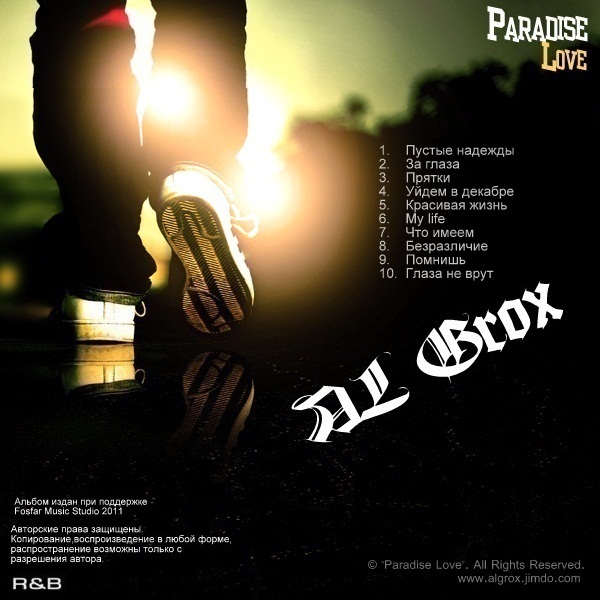 PARADISE
LOVE
1. Пустые надежды
2. За глаза
3. Прятки
4. Уйдем в декабре
5. Красивая жизнь
6. My life
7. Что имеем
8. Безразличие
9. Помнишь
10. Глаза не врут
AL Grox
Альбом издан при поддержке -
Fosfar Music Studio 2011
Авторские права защищены.
Копирование,воспроизведение в любой форме,
распространение возможны только с
разрешения автора.
R&B
© "Paradise Love". All Rights Reserved.
www.algrox.jimdo.com